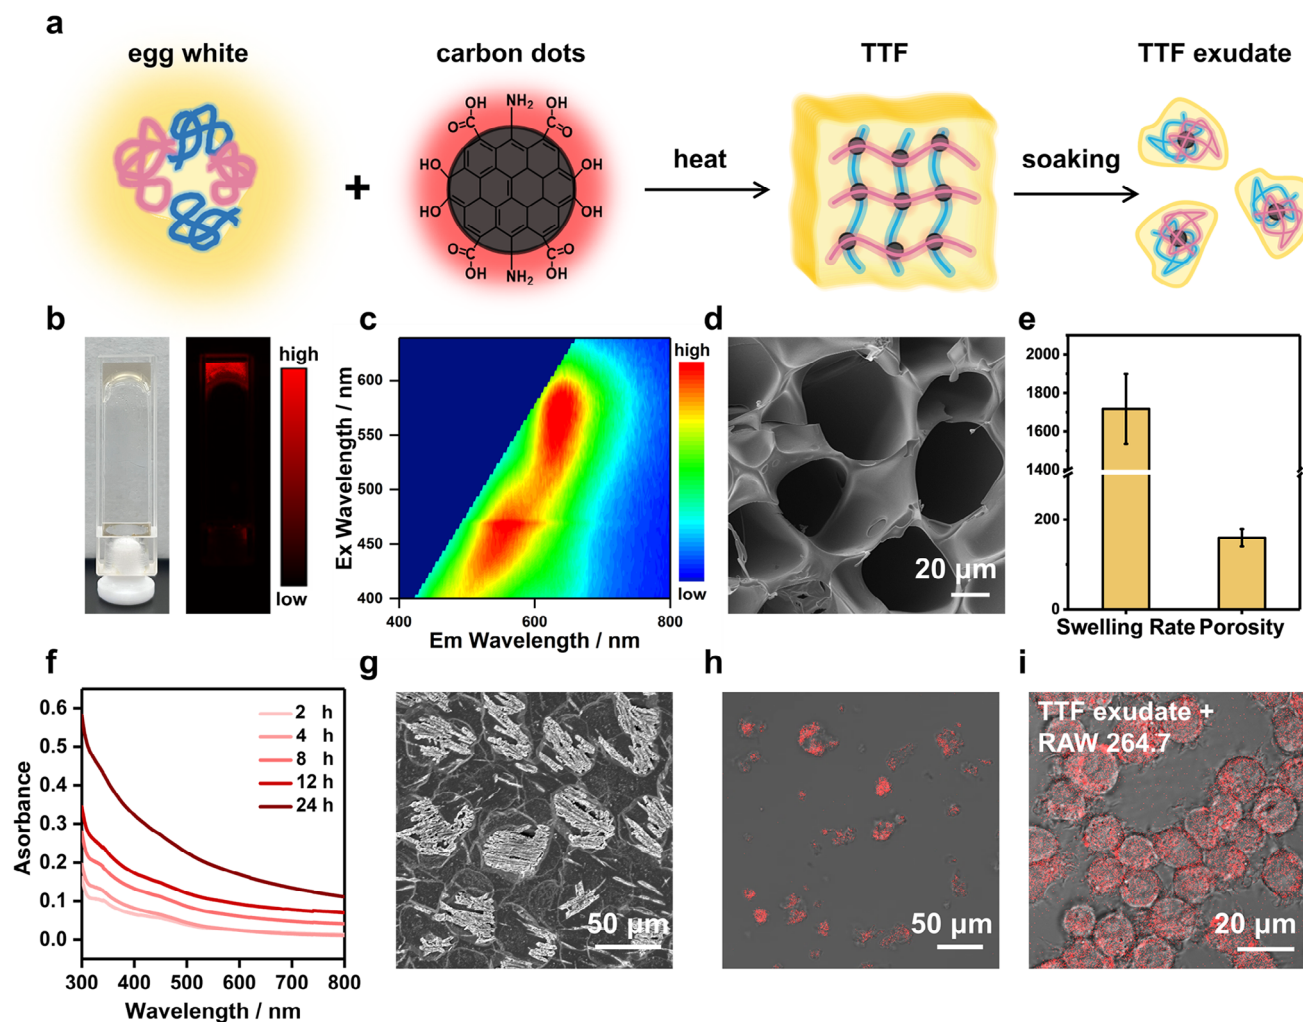 a
egg white
carbon dots
TTF
TTF exudate
+
heat
soaking
OH
NH2
OH
C
C
O
O
HO
OH
HO
OH
O
O
C
C
OH
NH2
OH
b
high
low
c
Ex Wavelength / nm
600
550
500
450
400
400
600
800
Em Wavelength / nm
high
low
d
20 μm
e
2000
1800
1600
1400
200
0
Swelling Rate
Porosity
f
Asorbance
0.6
0.5
0.4
0.3
0.2
0.1
0.0
2 h
4 h
8 h
12 h
24 h
300 400 500 600 700 800
Wavelength / nm
g
50 μm
h
50 μm
i
TTF exudate +
RAW 264.7
20 μm